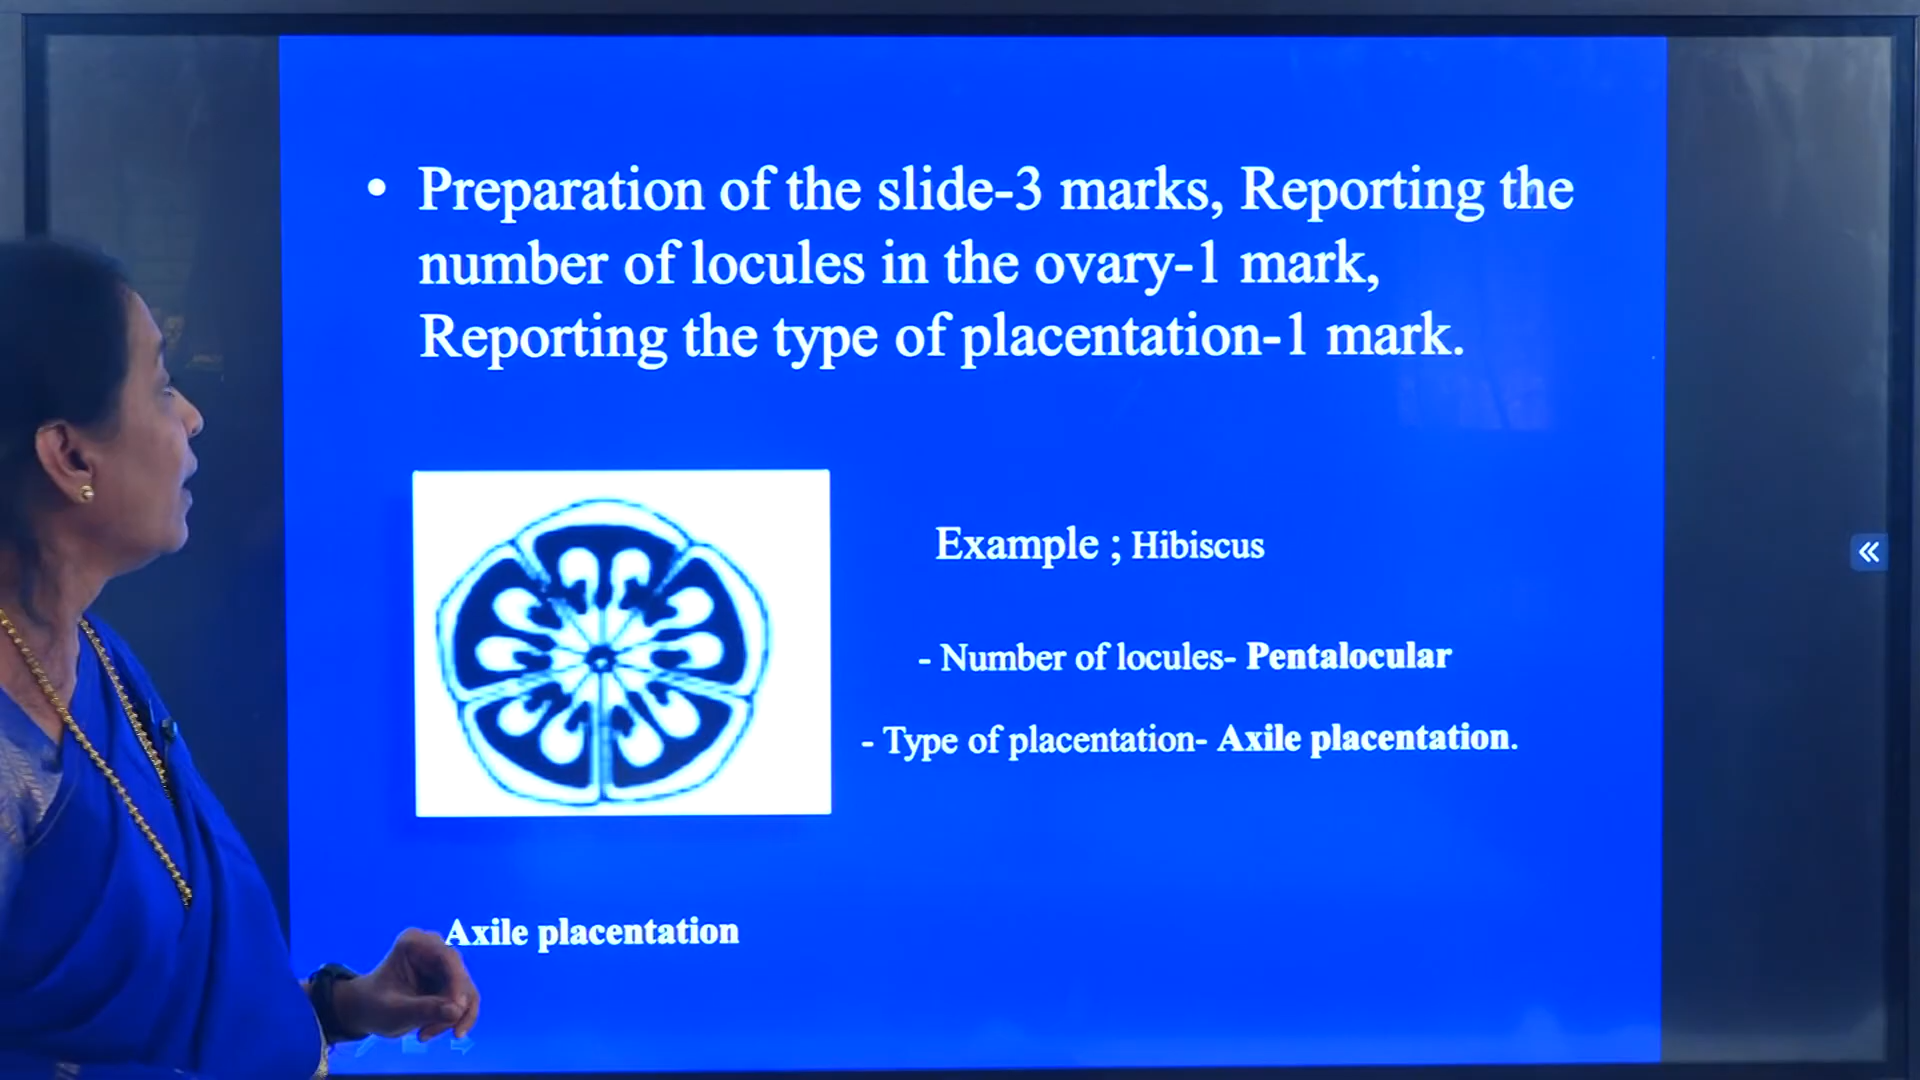 • Preparation of the slide-3 marks, Reporting the
number of locules in the ovary-1 mark,
Reporting the type of placentation-1 mark.
Example ; Hibiscus
- Number of locules- Pentalocular
- Type of placentation- Axile placentation.
Axile placentation